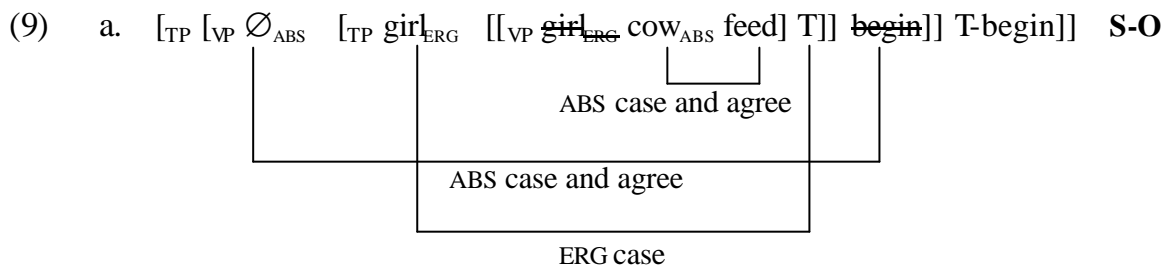 (9) a. [TP [VP ∅ABS [TP girlERG [[VP girlERG cowABS feed] T]] begin]] T-begin]] S-O
ABS case and agree
ABS case and agree
ERG case